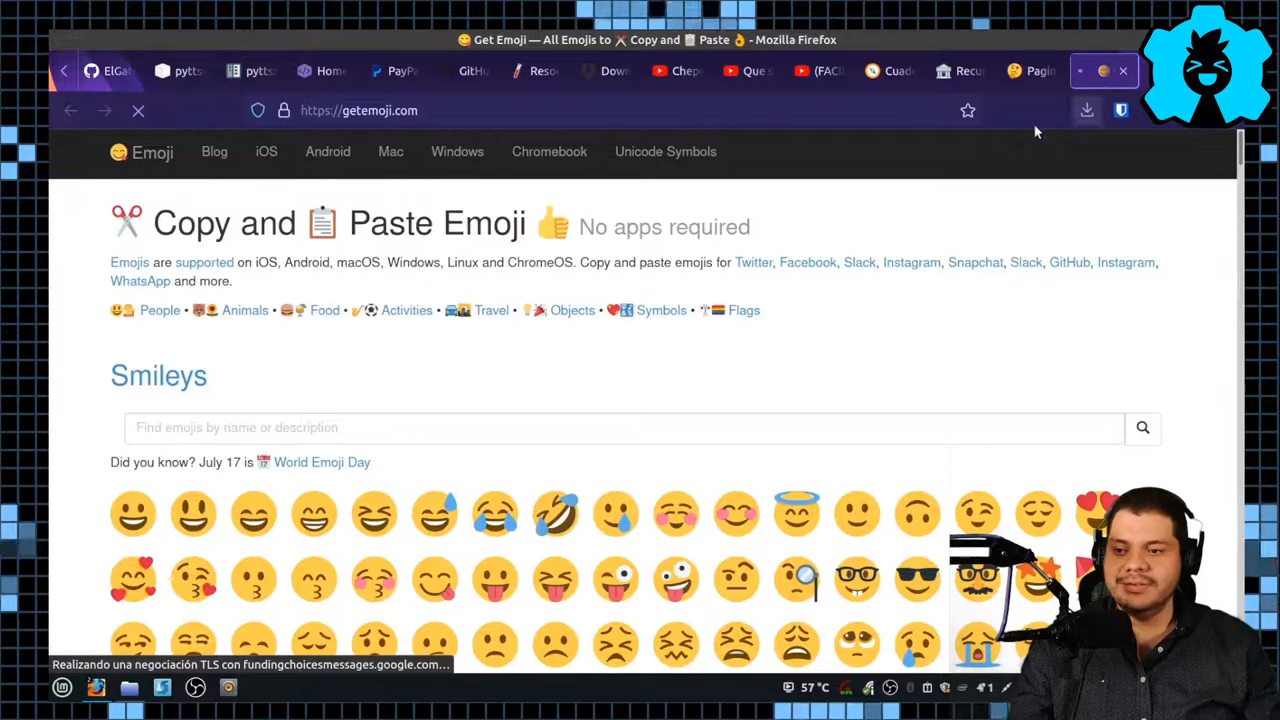 😋 Get Emoji — All Emojis to ✂️ Copy and 📋 Paste 👌 - Mozilla Firefox
ElGat
pytts
pytts
Home
PayPa
GitHu
Reso
Down
Chepe
Que s
(FACI
Cuad
Recu
Pagin
https://getemoji.com
😋 Emoji
Blog
iOS
Android
Mac
Windows
Chromebook
Unicode Symbols
✂️ Copy and 📋 Paste Emoji 👍 No apps required
Emojis are supported on iOS, Android, macOS, Windows, Linux and ChromeOS. Copy and paste emojis for Twitter, Facebook, Slack, Instagram, Snapchat, Slack, GitHub, Instagram,
WhatsApp and more.
People • Animals • Food • Activities • Travel • Objects • Symbols • Flags
Smileys
Find emojis by name or description
Did you know? July 17 is 📅 World Emoji Day
Realizando una negociación TLS con fundingchoicesmessages.google.com…
57°C
1